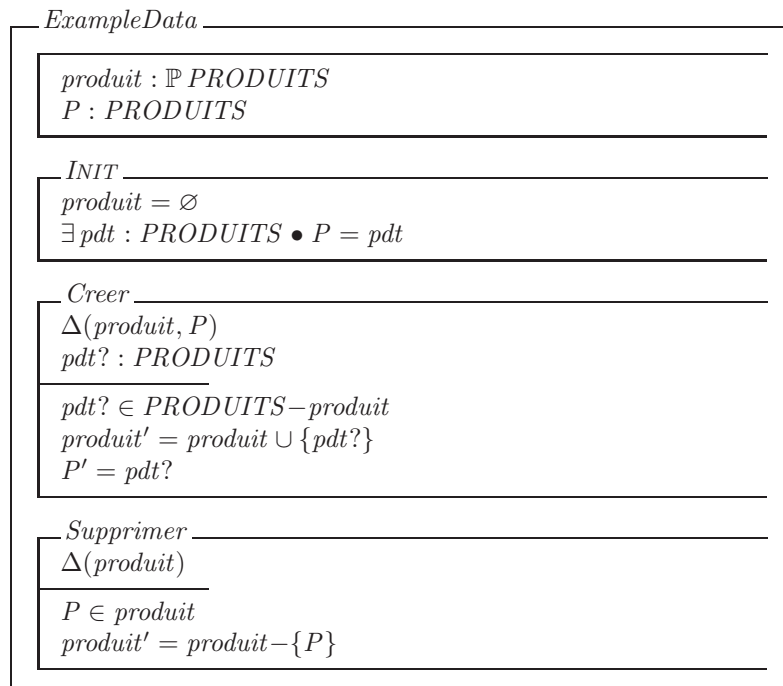 ExampleData
produit : ℙ PRODUITS
P : PRODUITS
INIT
produit = ∅
∃ pdt : PRODUITS • P = pdt
Creer
Δ(produit, P)
pdt? : PRODUITS
pdt? ∈ PRODUITS−produit
produit′ = produit ∪ {pdt?}
P′ = pdt?
Supprimer
Δ(produit)
P ∈ produit
produit′ = produit−{P}